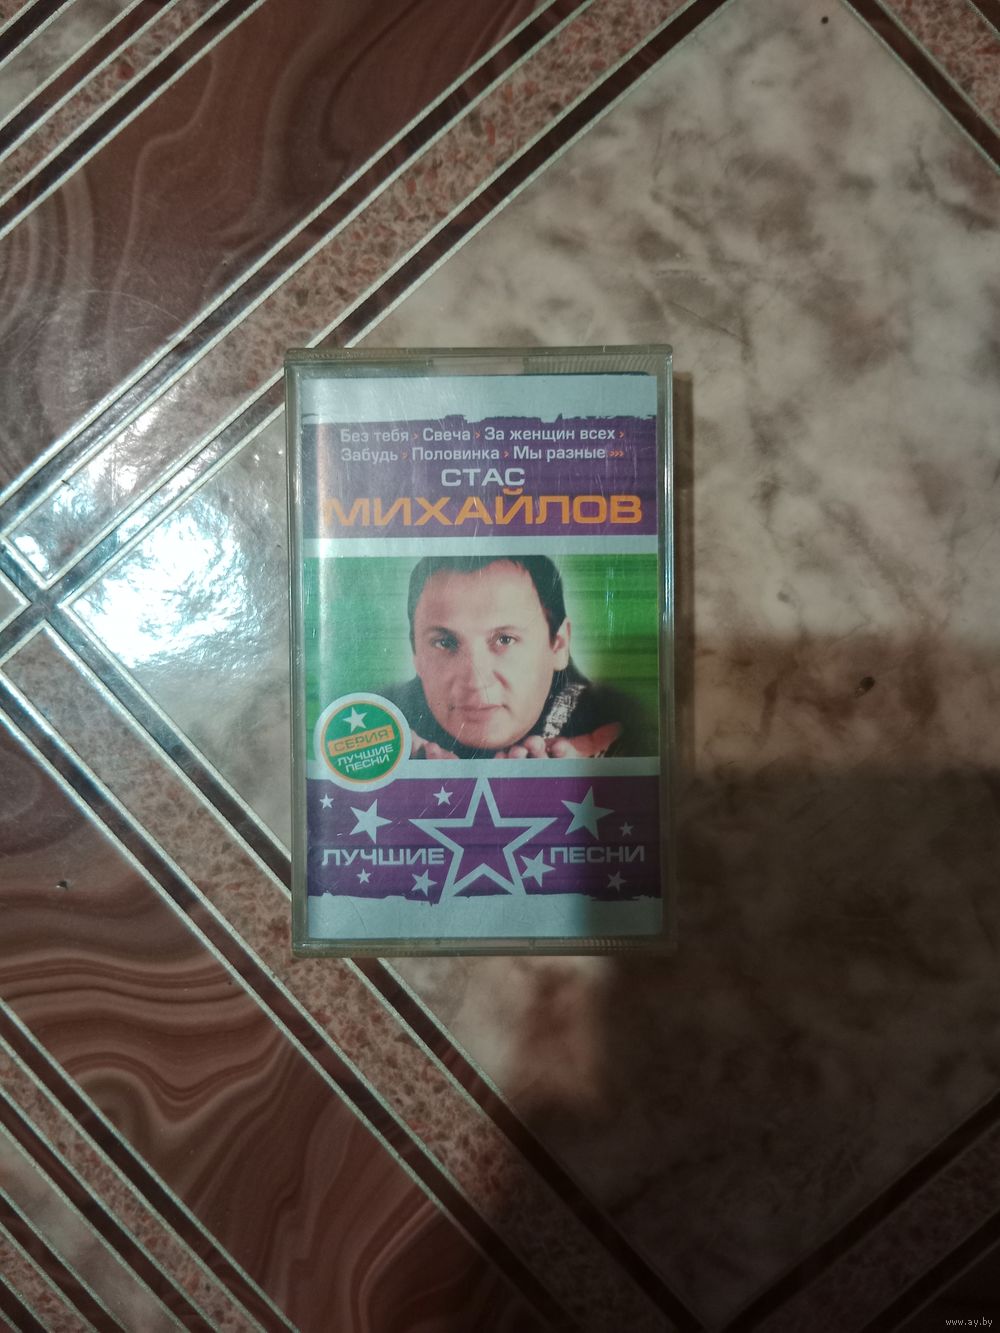 Без тебя › Свеча › За женщин всех ›
Забудь › Половинка › Мы разные ›››
СТАС
МИХАЙЛОВ
СЕРИЯ
ЛУЧШИЕ
ПЕСНИ
ЛУЧШИЕ ПЕСНИ
www.ay.by